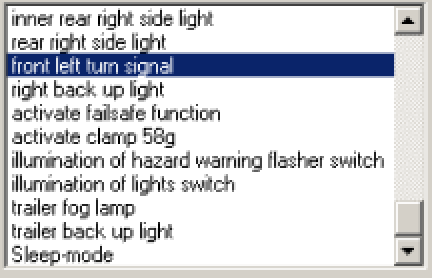 inner rear right side light
rear right side light
front left turn signal
right back up light
activate failsafe function
activate clamp 58g
illumination of hazard warning flasher switch
illumination of lights switch
trailer fog lamp
trailer back up light
Sleep-mode